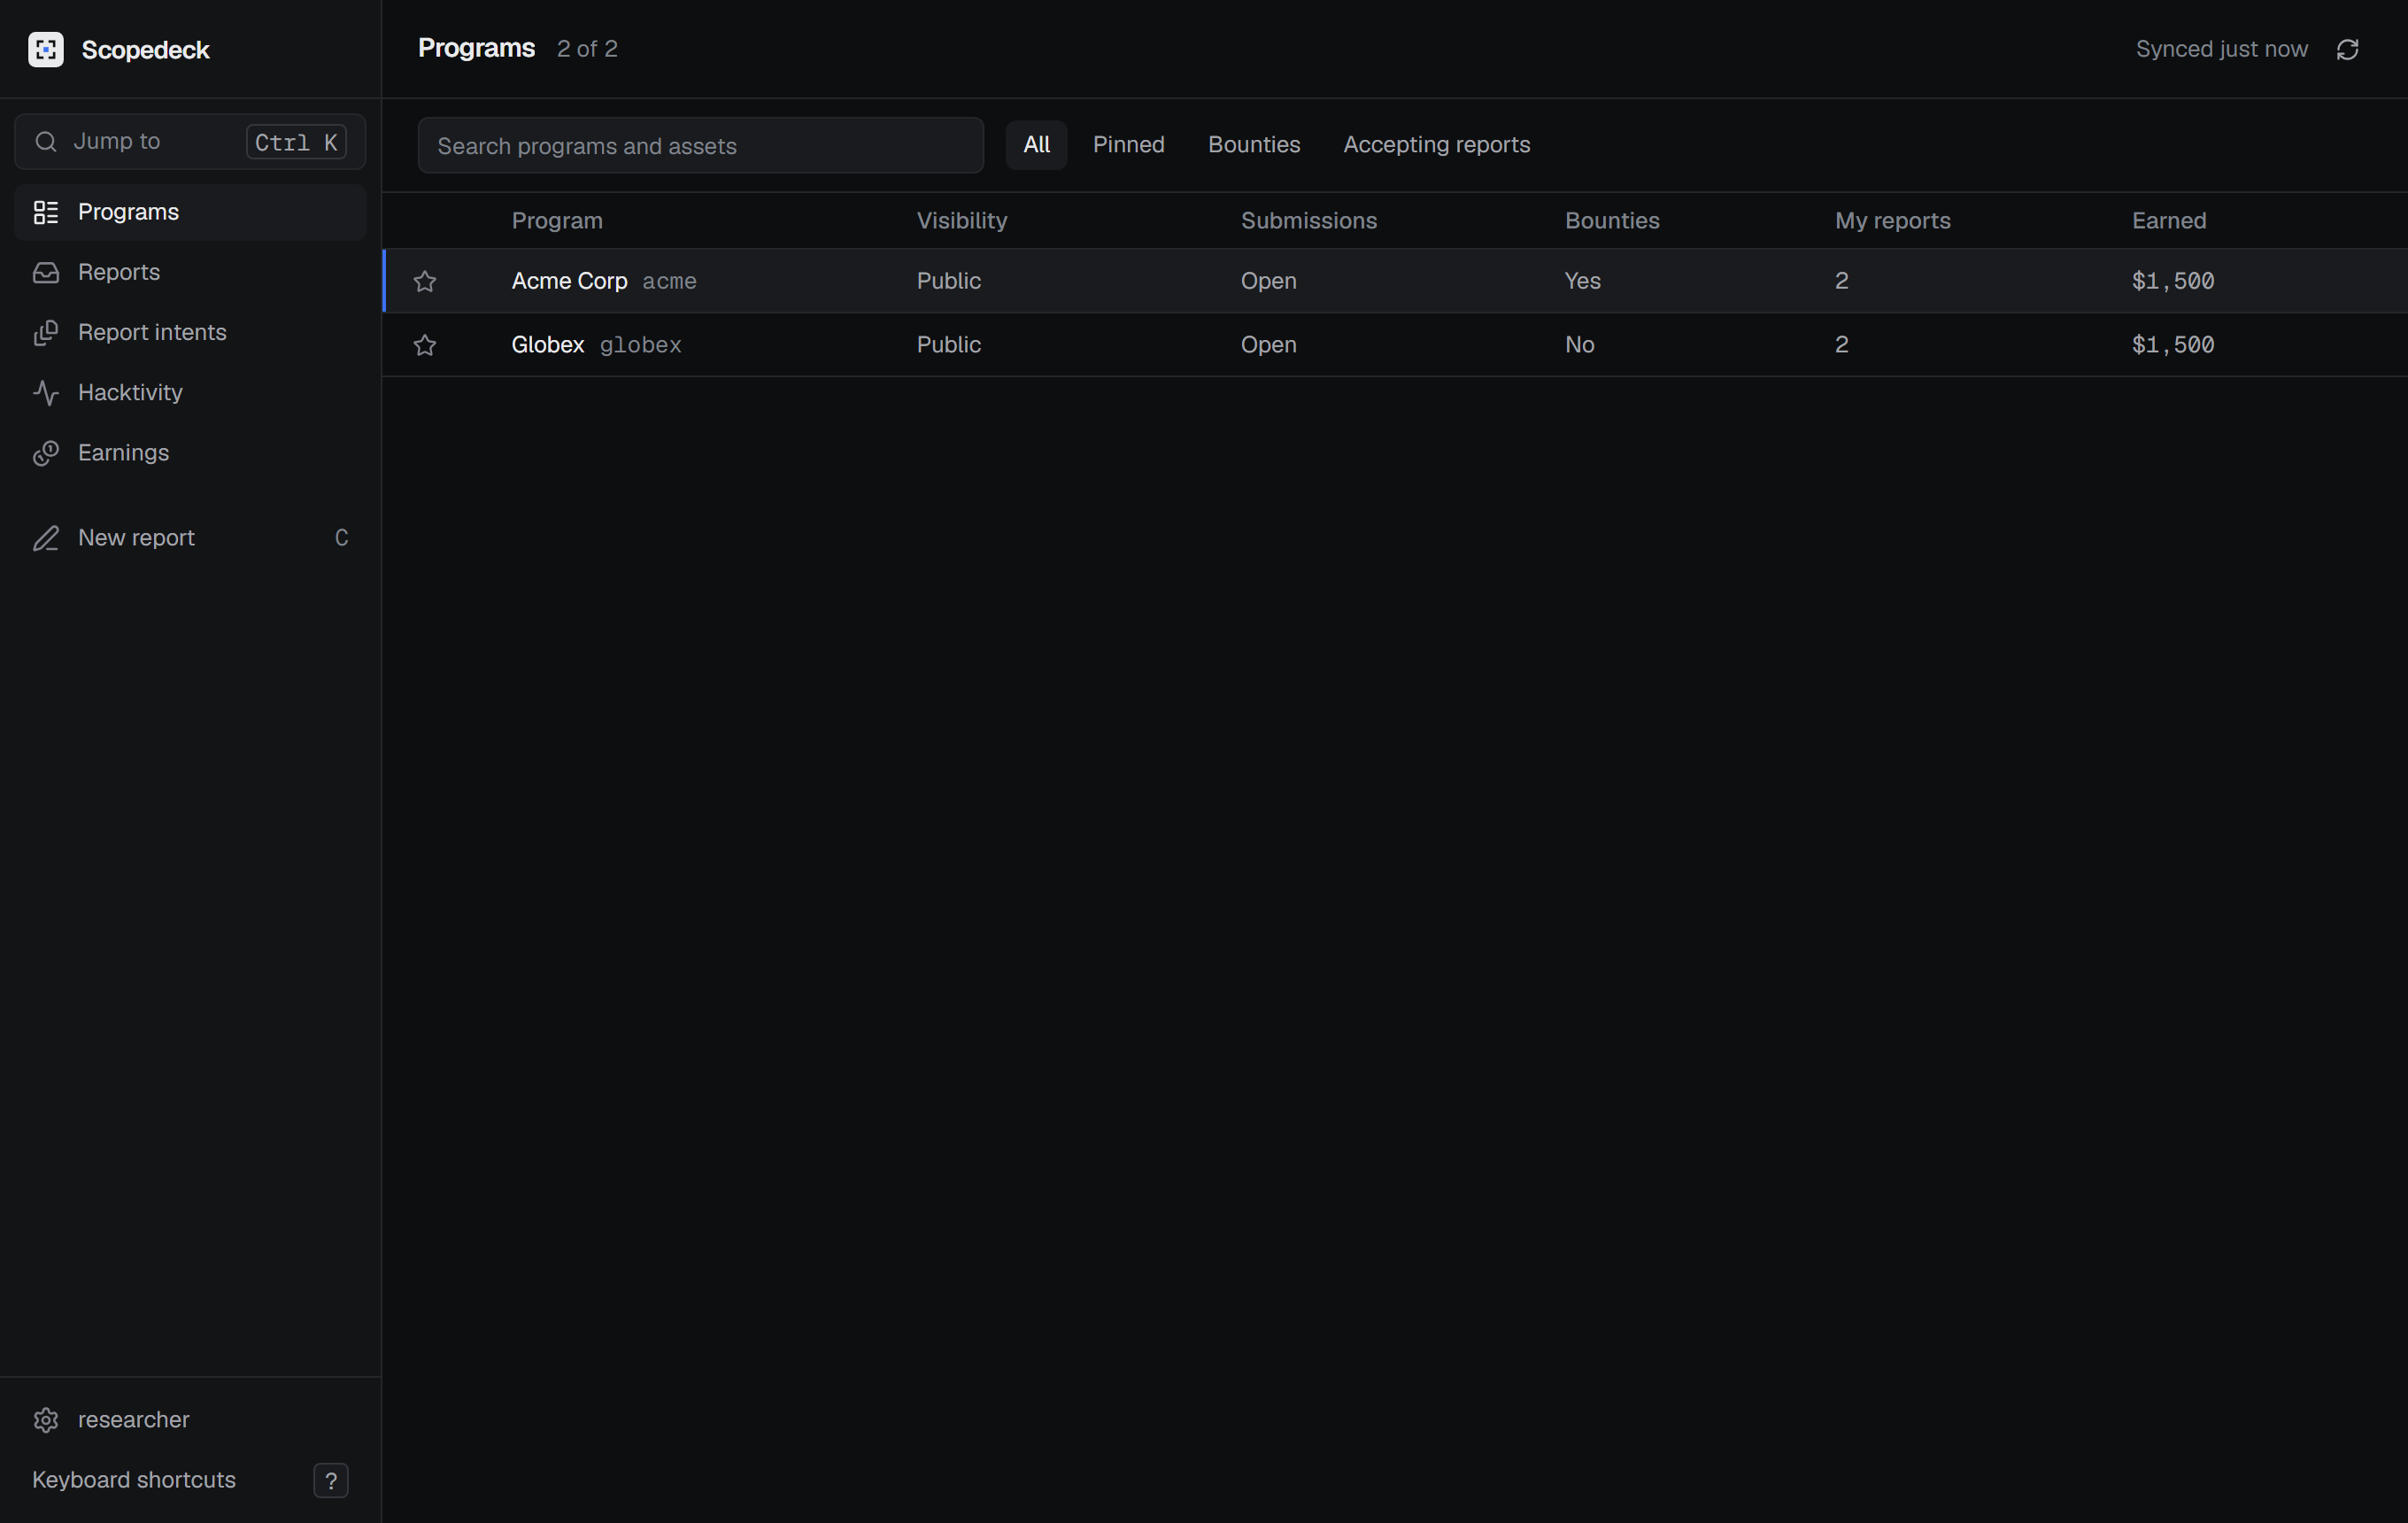 Scopedeck
Jump to Ctrl K
Programs
Reports
Report intents
Hacktivity
Earnings
New report C
researcher
Keyboard shortcuts ?
Programs 2 of 2 Synced just now
Search programs and assets All Pinned Bounties Accepting reports
Program Visibility Submissions Bounties My reports Earned
Acme Corp acme Public Open Yes 2 $1,500
Globex globex Public Open No 2 $1,500